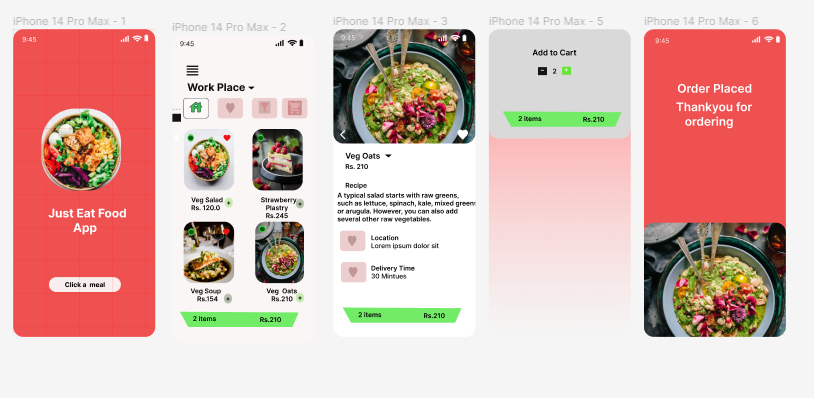 iPhone 14 Pro Max - 1
9:45
Just Eat Food
App
Click a meal
iPhone 14 Pro Max - 2
9:45
Work Place
Veg Salad
Rs. 120.0
Strawberry
Plastry
Rs.245
Veg Soup
Rs.154
Veg Oats
Rs.210
2 items
Rs.210
iPhone 14 Pro Max - 3
9:45
Veg Oats
Rs. 210
Recipe
A typical salad starts with raw greens,
such as lettuce, spinach, kale, mixed greens
or arugula. However, you can also add
several other raw vegetables.
Location
Lorem ipsum dolor sit
Delivery Time
30 Mintues
2 items
Rs.210
iPhone 14 Pro Max - 5
Add to Cart
2
2 items
Rs.210
iPhone 14 Pro Max - 6
9:45
Order Placed
Thankyou for
ordering